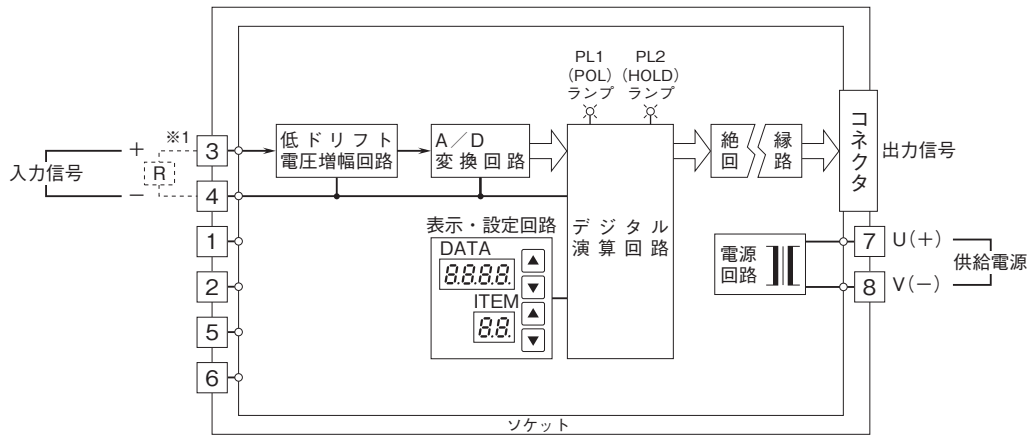 PL1
(POL)
ランプ
PL2
(HOLD)
ランプ
※1
入力信号
+
R
−
3
4
1
2
5
6
低ドリフト
電圧増幅回路
A/D
変換回路
表示・設定回路
DATA
8.8.8.8.
ITEM
8.8.
▲
▼
▲
▼
デジタル
演算回路
絶縁
回路
コネクタ
出力信号
電源
回路
7
U(+)
8
V(−)
供給電源
ソケット